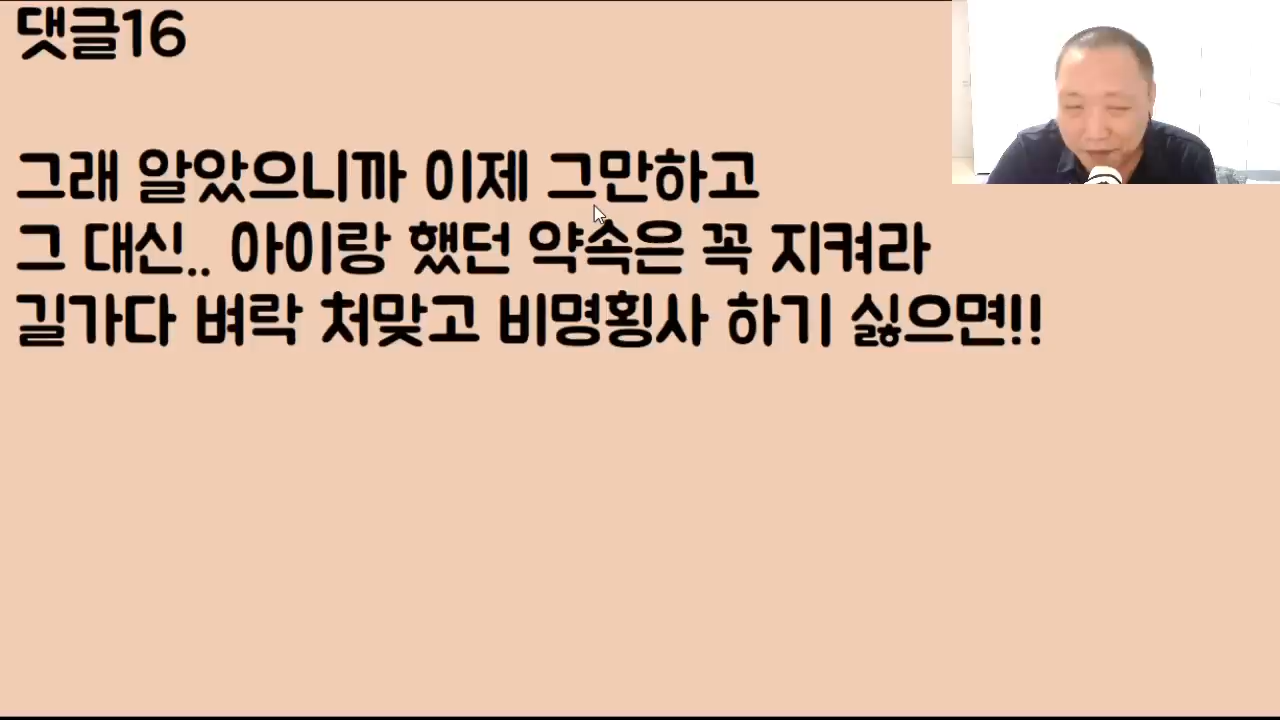 댓글16
그래 알았으니까 이제 그만하고
그 대신.. 아이랑 했던 약속은 꼭 지켜라
길가다 벼락 처맞고 비명횡사 하기 싫으면!!